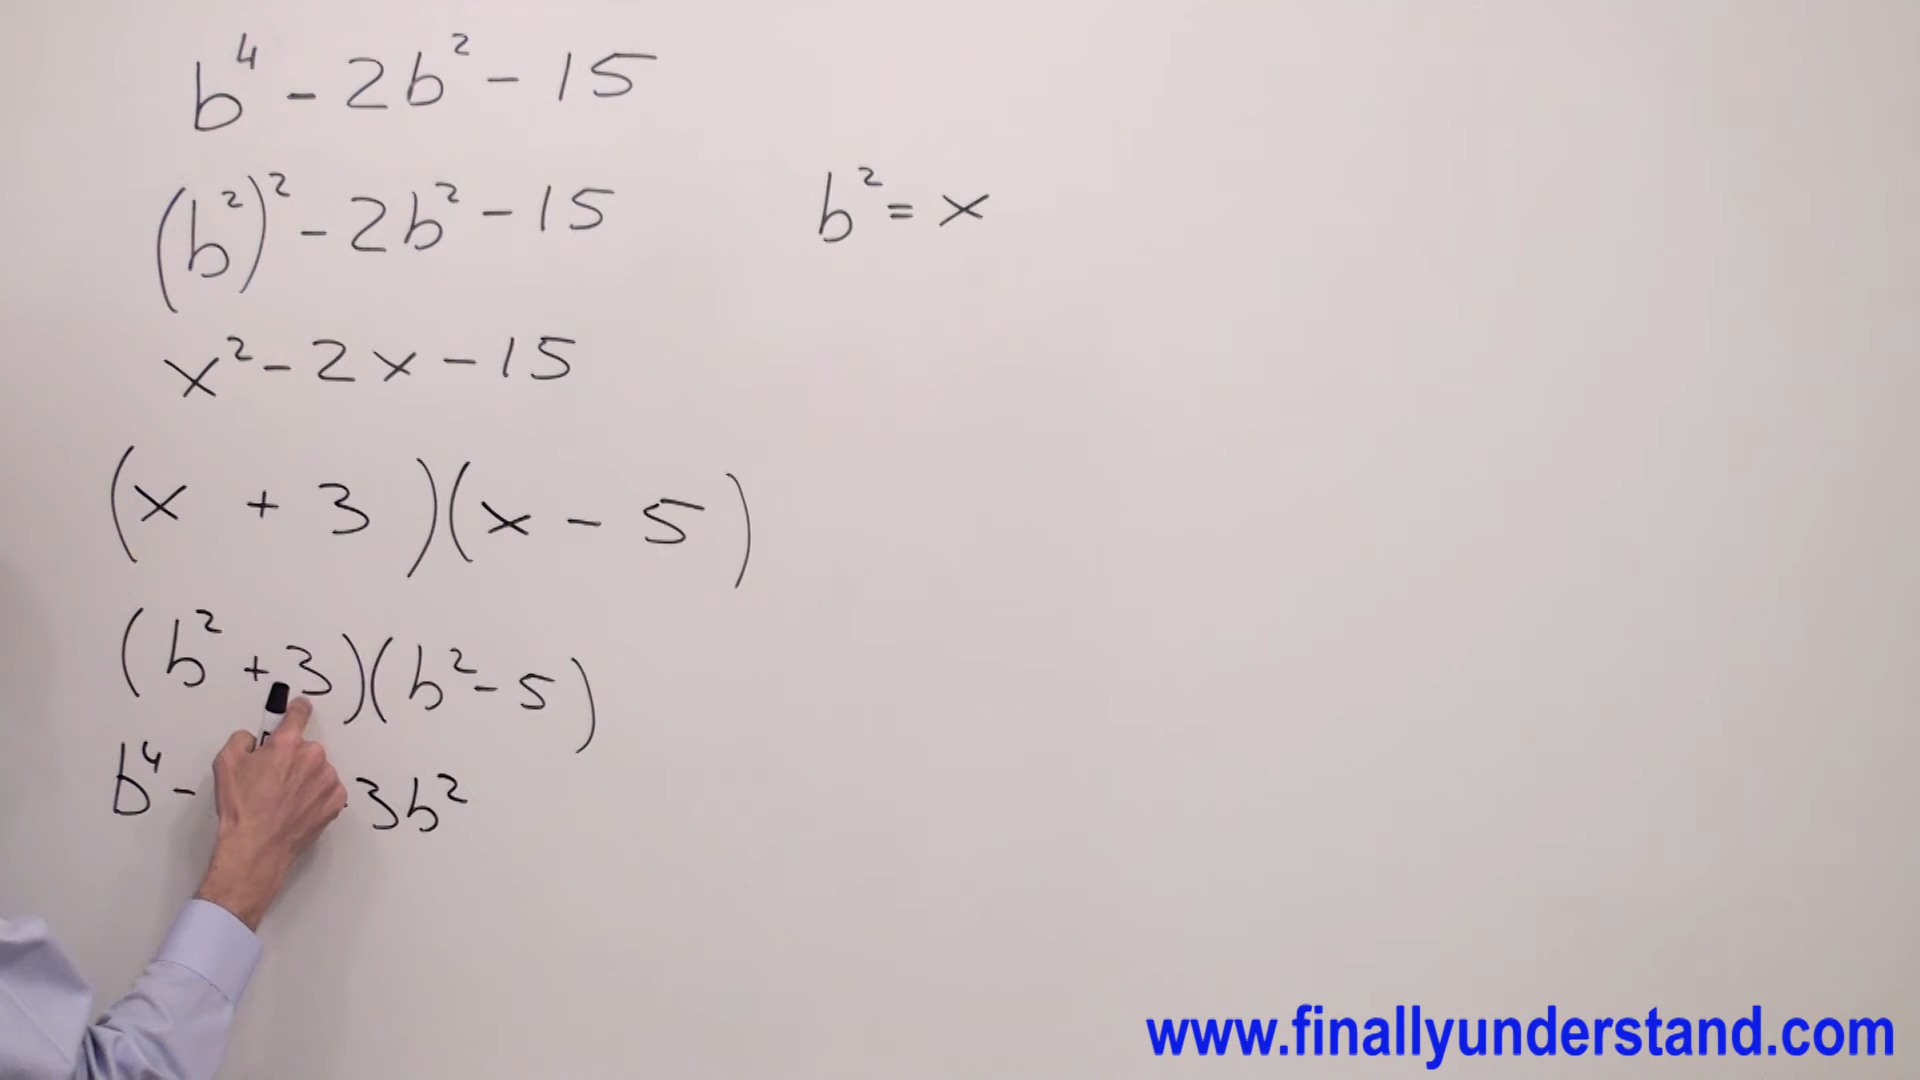 b⁴ - 2b² - 15
(b²)² - 2b² - 15
b² = x
x² - 2x - 15
(x + 3)(x - 5)
(b² + 3)(b² - 5)
b⁴ - 3b²
www.finallyunderstand.com